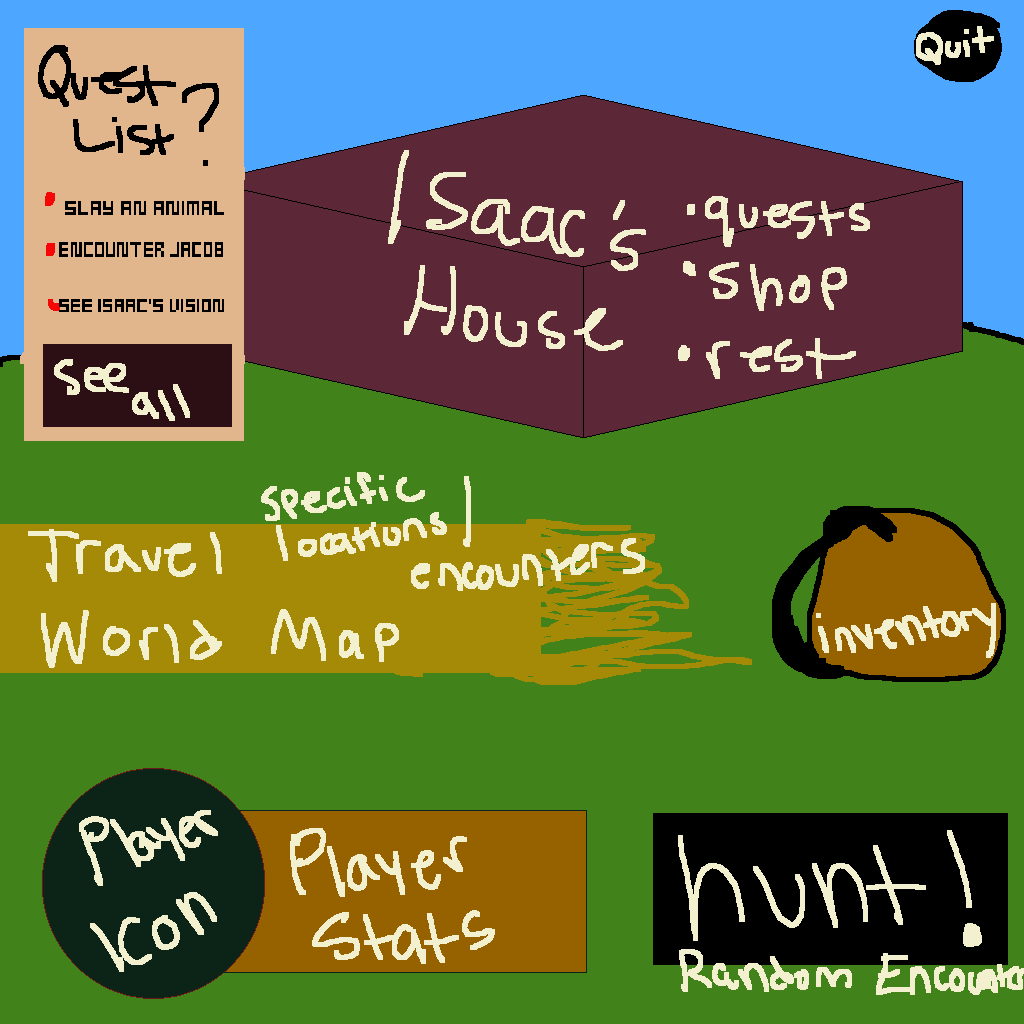 Quit
Quest
List?
SLAY AN ANIMAL
ENCOUNTER JACOB
SEE ISAAC'S VISION
See
all
Isaac's
House
• quests
• Shop
• rest
Travel specific
locations/
encounters
World Map
inventory
Player
Icon
Player
Stats
hunt!
Random Encounter